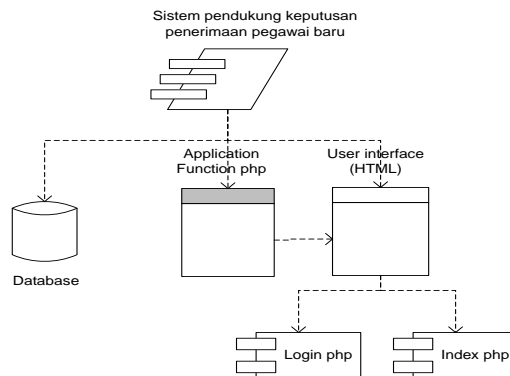 Sistem pendukung keputusan
penerimaan pegawai baru
Application
Function php
User interface
(HTML)
Database
Login php
Index php